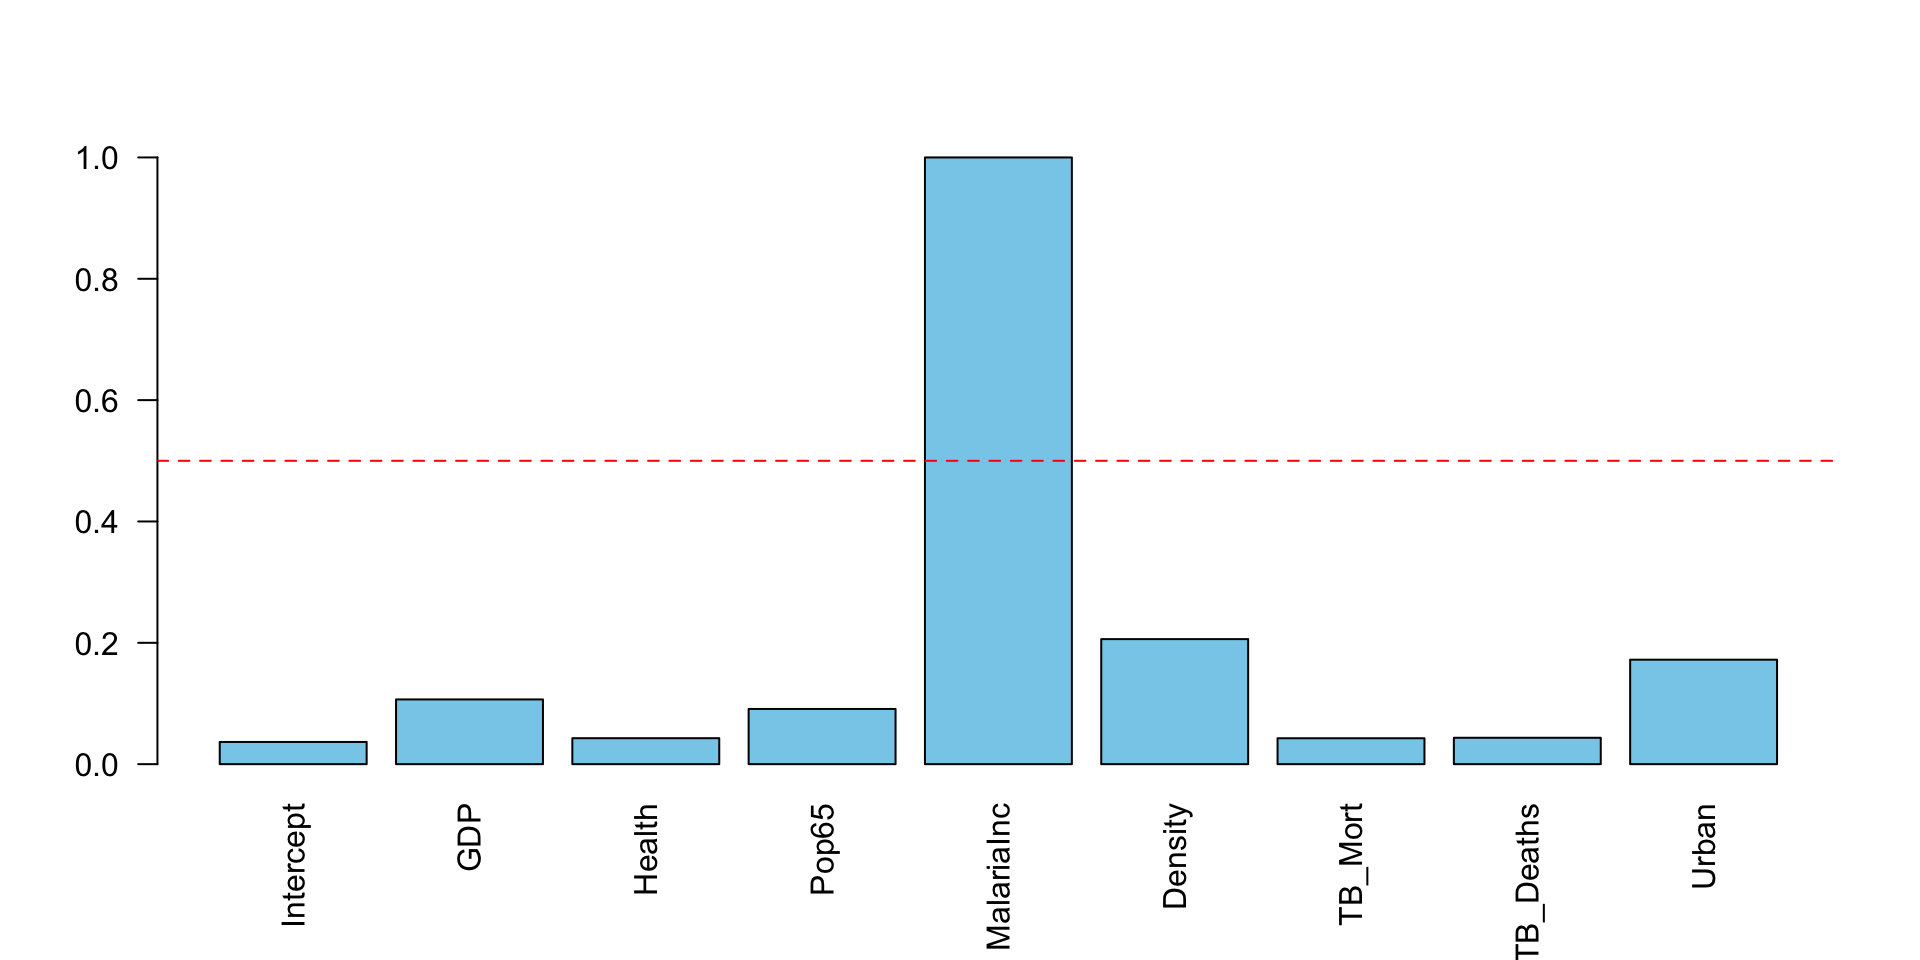 1.0
0.8
0.6
0.4
0.2
0.0
Intercept
GDP
Health
Pop65
MalariaInc
Density
TB_Mort
TB_Deaths
Urban